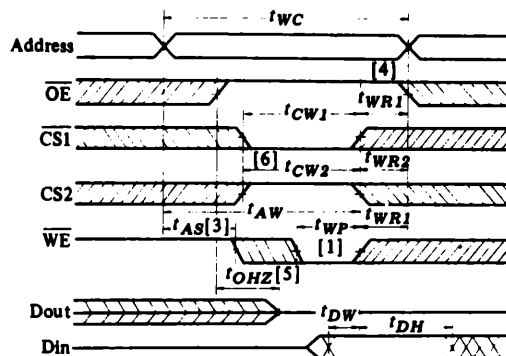 tWC
Address
[4]
OE
tCW1 tWR1
CS1
[6] tCW2 tWR2
CS2
tAW tWR1
tAS[3] tWP
WE [1]
tOHZ[5]
Dout
tDW tDH
Din